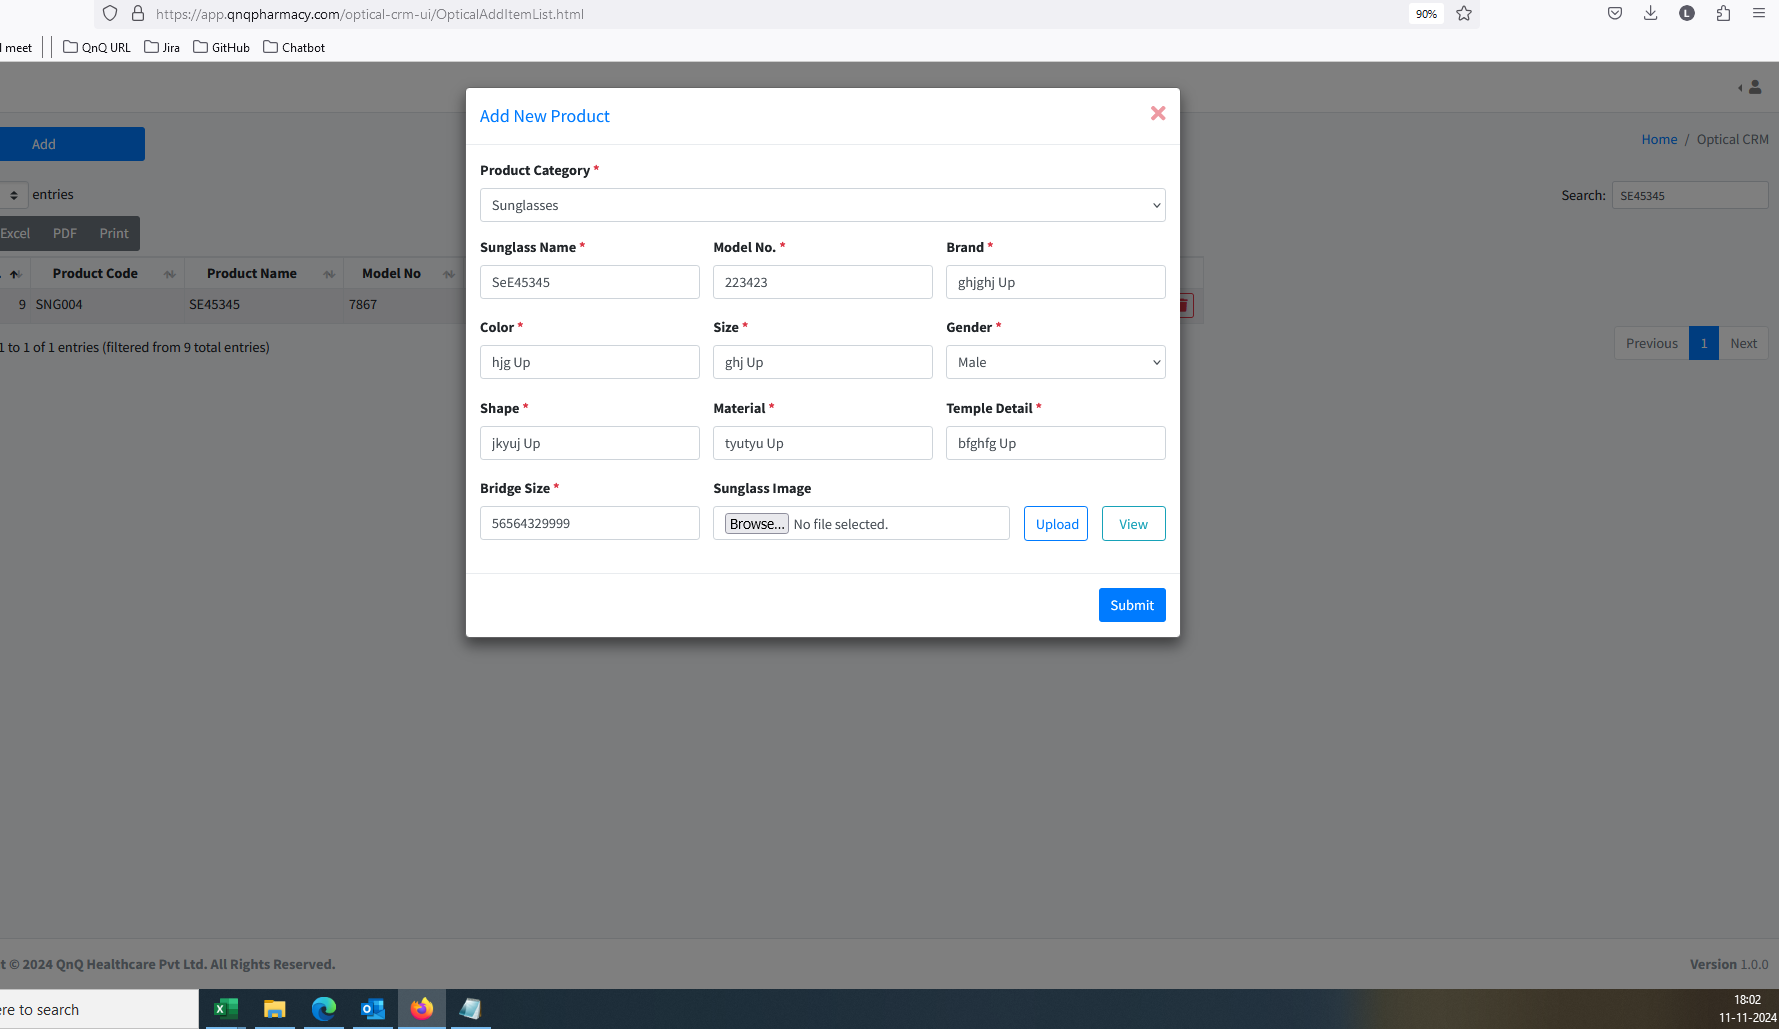 https://app.qnqpharmacy.com/optical-crm-ui/OpticalAddItemList.html 90% L
meet QnQ URL Jira GitHub Chatbot
Add New Product
Add Home / Optical CRM
Product Category *
entries Sunglasses Search: SE45345
Excel PDF Print
Sunglass Name * Model No. * Brand *
Product Code Product Name Model No SeE45345 223423 ghjghj Up
9 SNG004 SE45345 7867
Color * Size * Gender *
1 to 1 of 1 entries (filtered from 9 total entries) Previous 1 Next
hjg Up ghj Up Male
Shape * Material * Temple Detail *
jkyuj Up tyutyu Up bfghfg Up
Bridge Size * Sunglass Image
56564329999 Browse... No file selected. Upload View
Submit
t © 2024 QnQ Healthcare Pvt Ltd. All Rights Reserved. Version 1.0.0
ere to search 18:02
11-11-2024